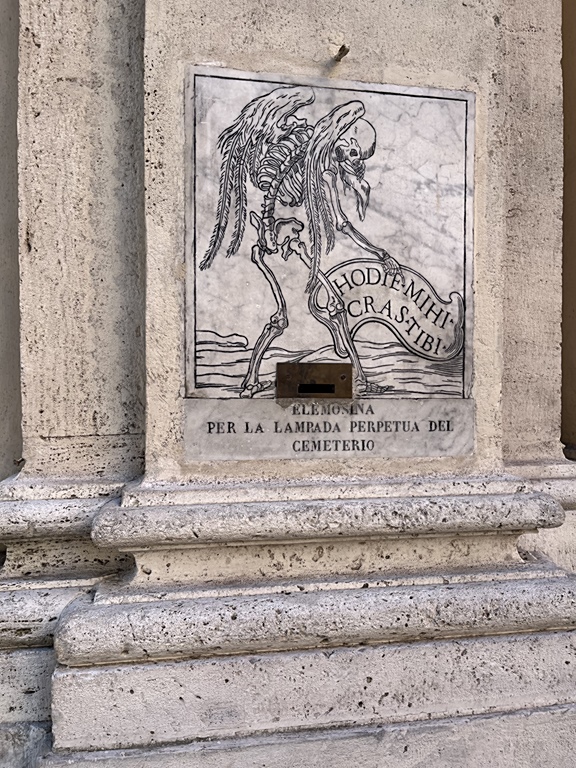 HODIE·MIHI·
CRAS·TIBI·
ELEMOSINA
PER LA LAMPADA PERPETUA DEL
CEMETERIO